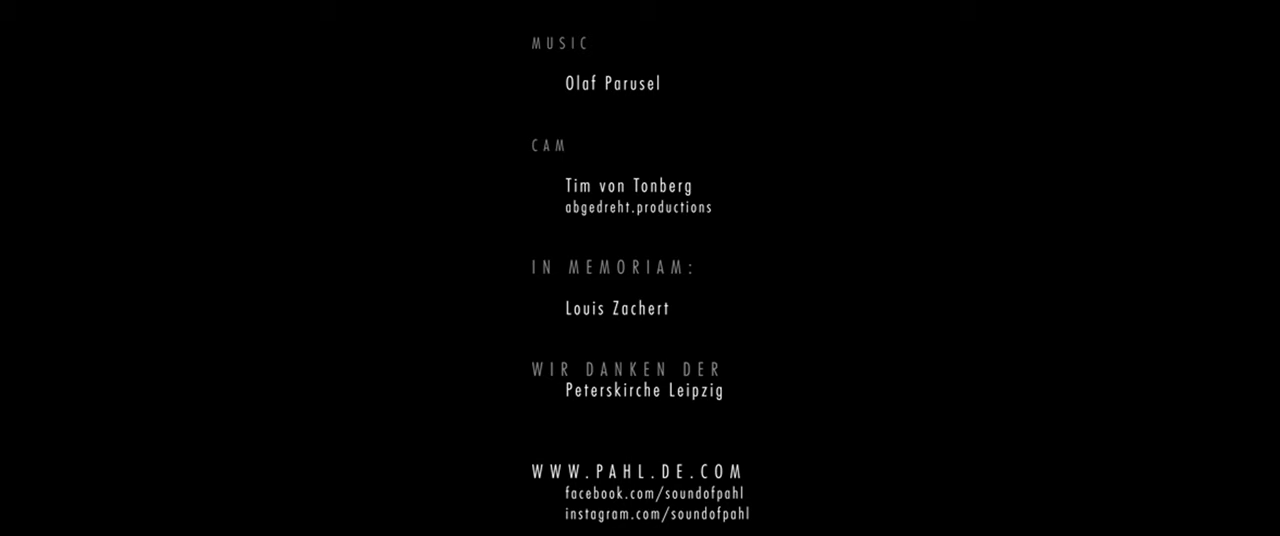 MUSIC
Olaf Parusel
CAM
Tim von Tonberg
abgedreht.productions
IN MEMORIAM:
Louis Zachert
WIR DANKEN DER
Peterskirche Leipzig
WWW.PAHL.DE.COM
facebook.com/soundofpahl
instagram.com/soundofpahl